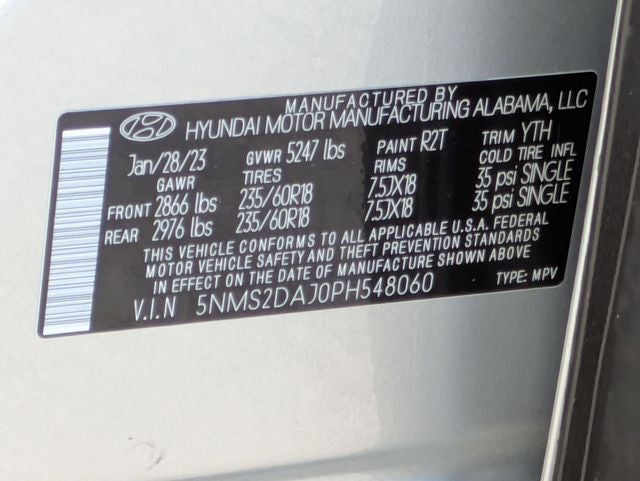 MANUFACTURED BY
HYUNDAI MOTOR MANUFACTURING ALABAMA, LLC
Jan/28/23 GVWR 5247 lbs PAINT R2T TRIM YTH
GAWR TIRES RIMS COLD TIRE INFL
FRONT 2866 lbs 235/60R18 7.5JX18 35 psi SINGLE
REAR 2976 lbs 235/60R18 7.5JX18 35 psi SINGLE
THIS VEHICLE CONFORMS TO ALL APPLICABLE U.S.A. FEDERAL
MOTOR VEHICLE SAFETY AND THEFT PREVENTION STANDARDS
IN EFFECT ON THE DATE OF MANUFACTURE SHOWN ABOVE
V.I.N 5NMS2DAJ0PH548060 TYPE: MPV